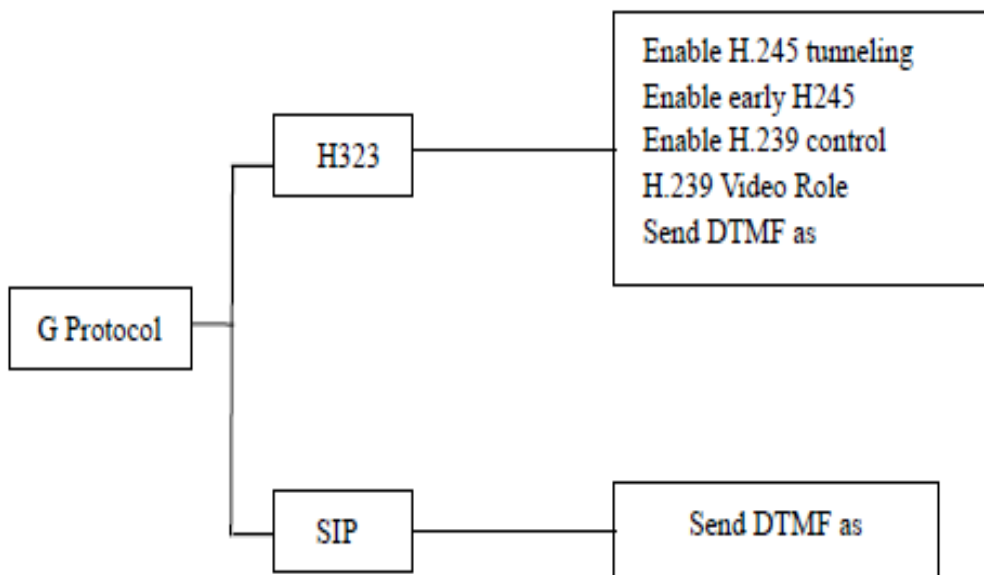 Enable H.245 tunneling
Enable early H245
Enable H.239 control
H.239 Video Role
Send DTMF as
H323
G Protocol
SIP
Send DTMF as